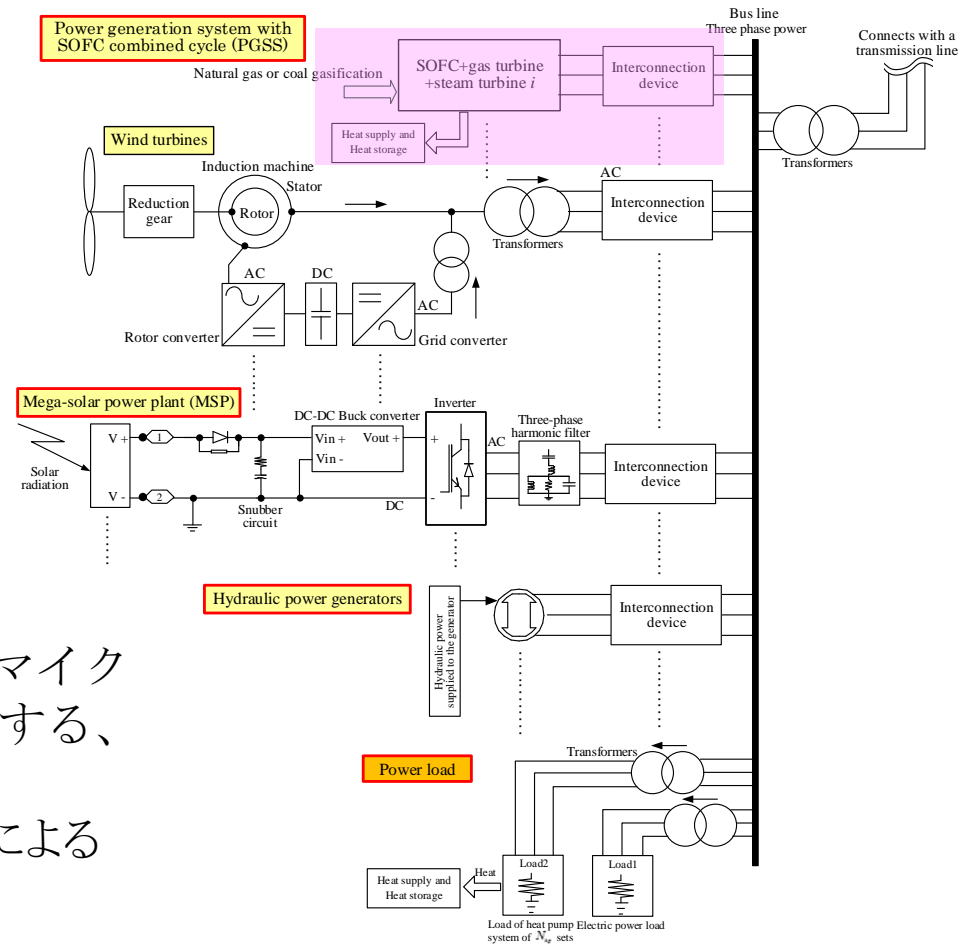 Power generation system with
SOFC combined cycle (PGSS)
Bus line
Three phase power
Connects with a
transmission line
Natural gas or coal gasification
SOFC+gas turbine
+steam turbine i
Interconnection
device
Heat supply and
Heat storage
Transformers
Wind turbines
Induction machine
Stator
Reduction
gear
Rotor
Transformers
AC
Interconnection
device
AC
DC
AC
Rotor converter
Grid converter
Mega-solar power plant (MSP)
DC-DC Buck converter
Inverter
Three-phase
harmonic filter
V +
1
Vin +
Vout +
Vin -
+
AC
Interconnection
device
Solar
radiation
V -
2
Snubber
circuit
DC
-
Hydraulic power generators
Hydraulic power
supplied to the generator
Interconnection
device
マイク
する、
による
Power load
Transformers
Load2
Load1
Heat
Heat supply and
Heat storage
Load of heat pump
system of N sets
Electric power load